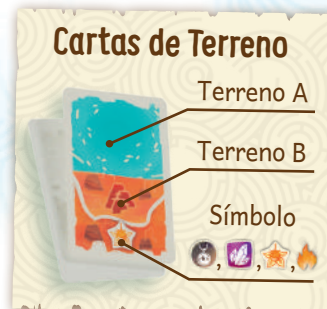 Cartas de Terreno
Terreno A
Terreno B
Símbolo
, , ,